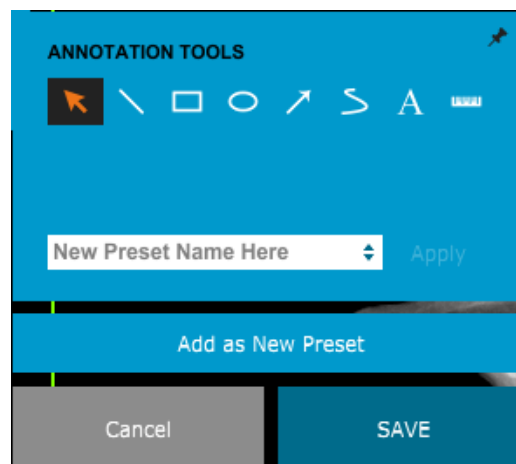 ANNOTATION TOOLS
A
New Preset Name Here
Apply
Add as New Preset
Cancel
SAVE